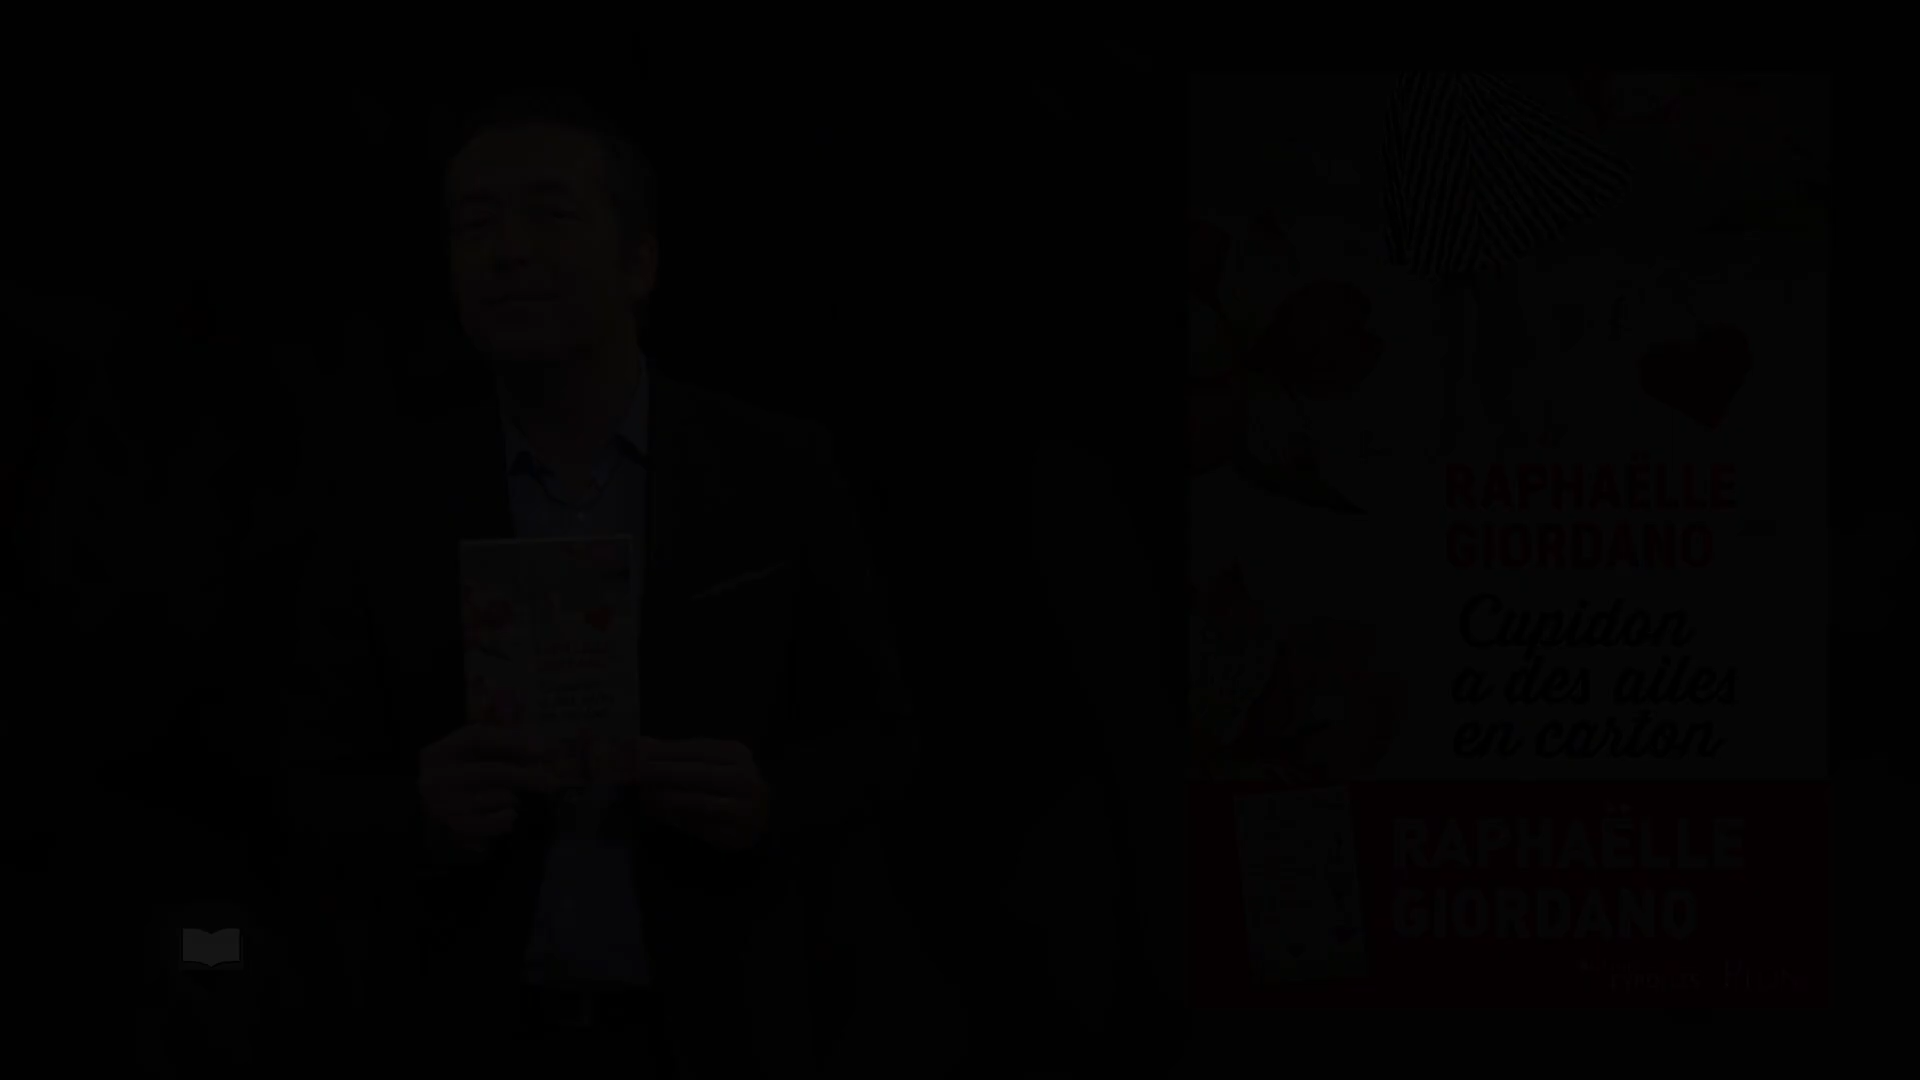 RAPHAËLLE
GIORDANO
Cupidon
a des ailes
en carton
RAPHAËLLE
GIORDANO